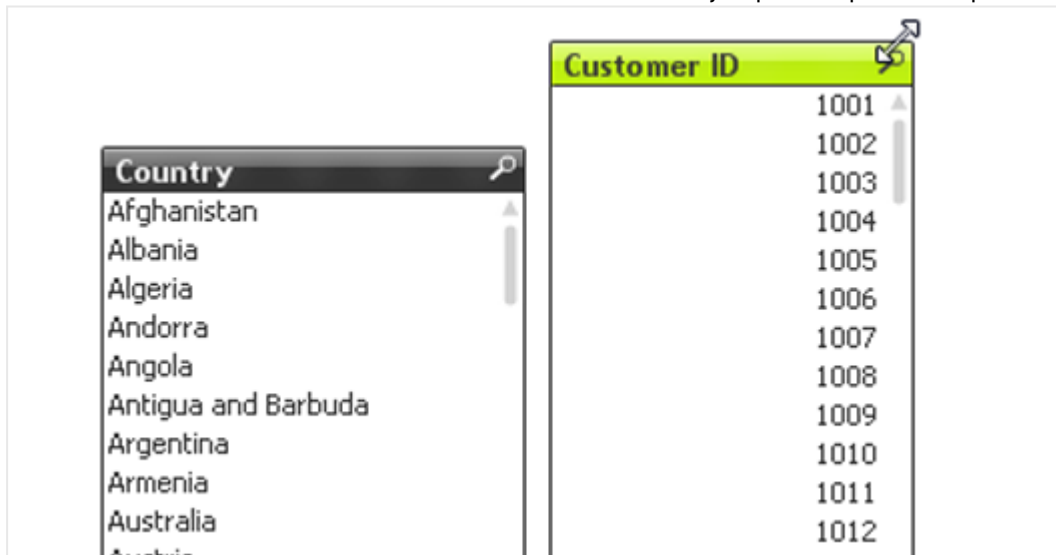 Customer ID
1001
1002
1003
1004
1005
1006
1007
1008
1009
1010
1011
1012
Country
Afghanistan
Albania
Algeria
Andorra
Angola
Antigua and Barbuda
Argentina
Armenia
Australia